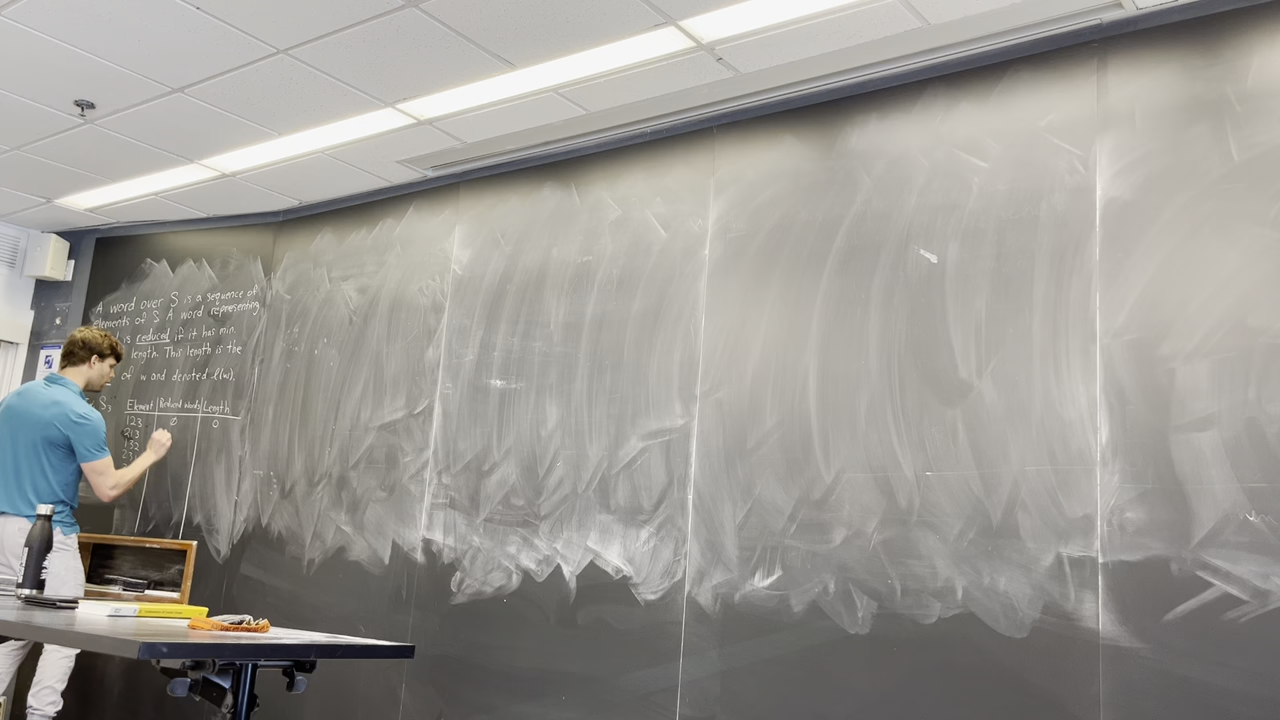 A word over S is a sequence of
elements of S A word representing
is reduced if it has min.
length. This length is the
of w and denoted l(w).
S₃
Element Reduced words Length
123 ∅ 0
213
132
23